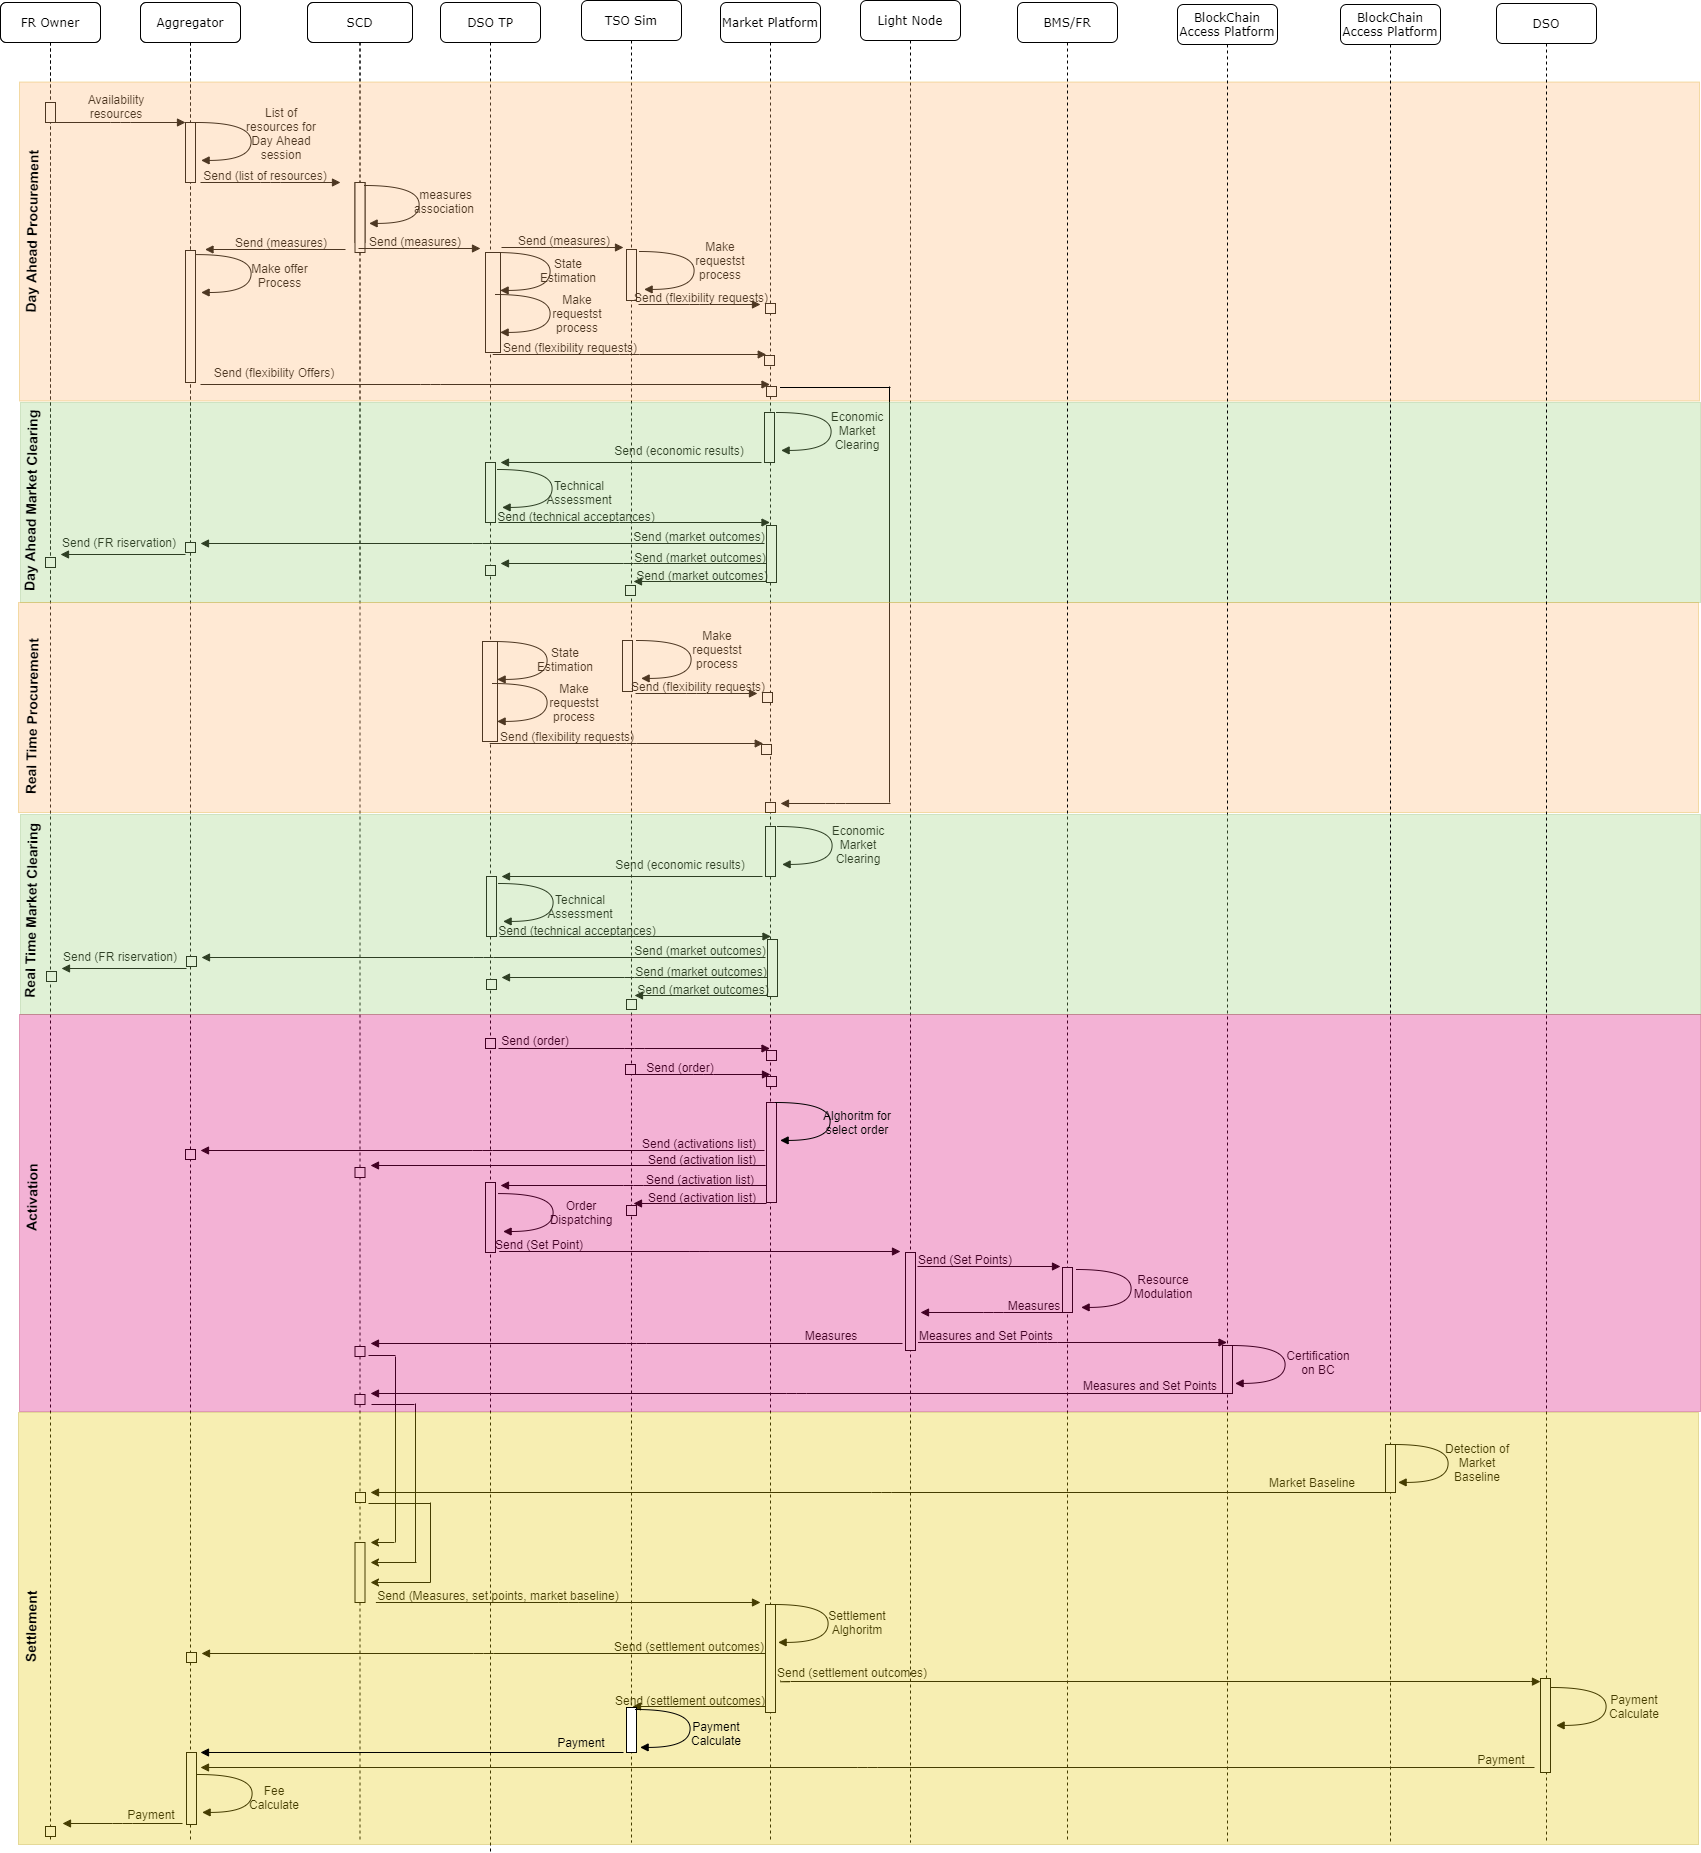 FR Owner
Aggregator
SCD
DSO TP
TSO Sim
Market Platform
Light Node
BMS/FR
BlockChain
Access Platform
BlockChain
Access Platform
DSO
Day Ahead Procurement
Availability
resources
List of
resources for
Day Ahead
session
Send (list of resources)
measures
association
Send (measures)
Send (measures)
Send (measures)
Make offer
Process
State
Estimation
Make
requestst
process
Make
requestst
process
Send (flexibility requests)
Send (flexibility requests)
Send (flexibility Offers)
Day Ahead Market Clearing
Economic
Market
Clearing
Send (economic results)
Technical
Assessment
Send (technical acceptances)
Send (market outcomes)
Send (FR riservation)
Send (market outcomes)
Send (market outcomes)
Real Time Procurement
State
Estimation
Make
requestst
process
Make
requestst
process
Send (flexibility requests)
Send (flexibility requests)
Real Time Market Clearing
Economic
Market
Clearing
Send (economic results)
Technical
Assessment
Send (technical acceptances)
Send (market outcomes)
Send (FR riservation)
Send (market outcomes)
Send (market outcomes)
Activation
Send (order)
Send (order)
Alghoritm for
select order
Send (activations list)
Send (activation list)
Send (activation list)
Send (activation list)
Order
Dispatching
Send (Set Point)
Send (Set Points)
Resource
Modulation
Measures
Measures
Measures and Set Points
Certification
on BC
Measures and Set Points
Settlement
Detection of
Market
Baseline
Market Baseline
Send (Measures, set points, market baseline)
Settlement
Alghoritm
Send (settlement outcomes)
Send (settlement outcomes)
Send (settlement outcomes)
Payment
Calculate
Payment
Calculate
Payment
Payment
Fee
Calculate
Payment